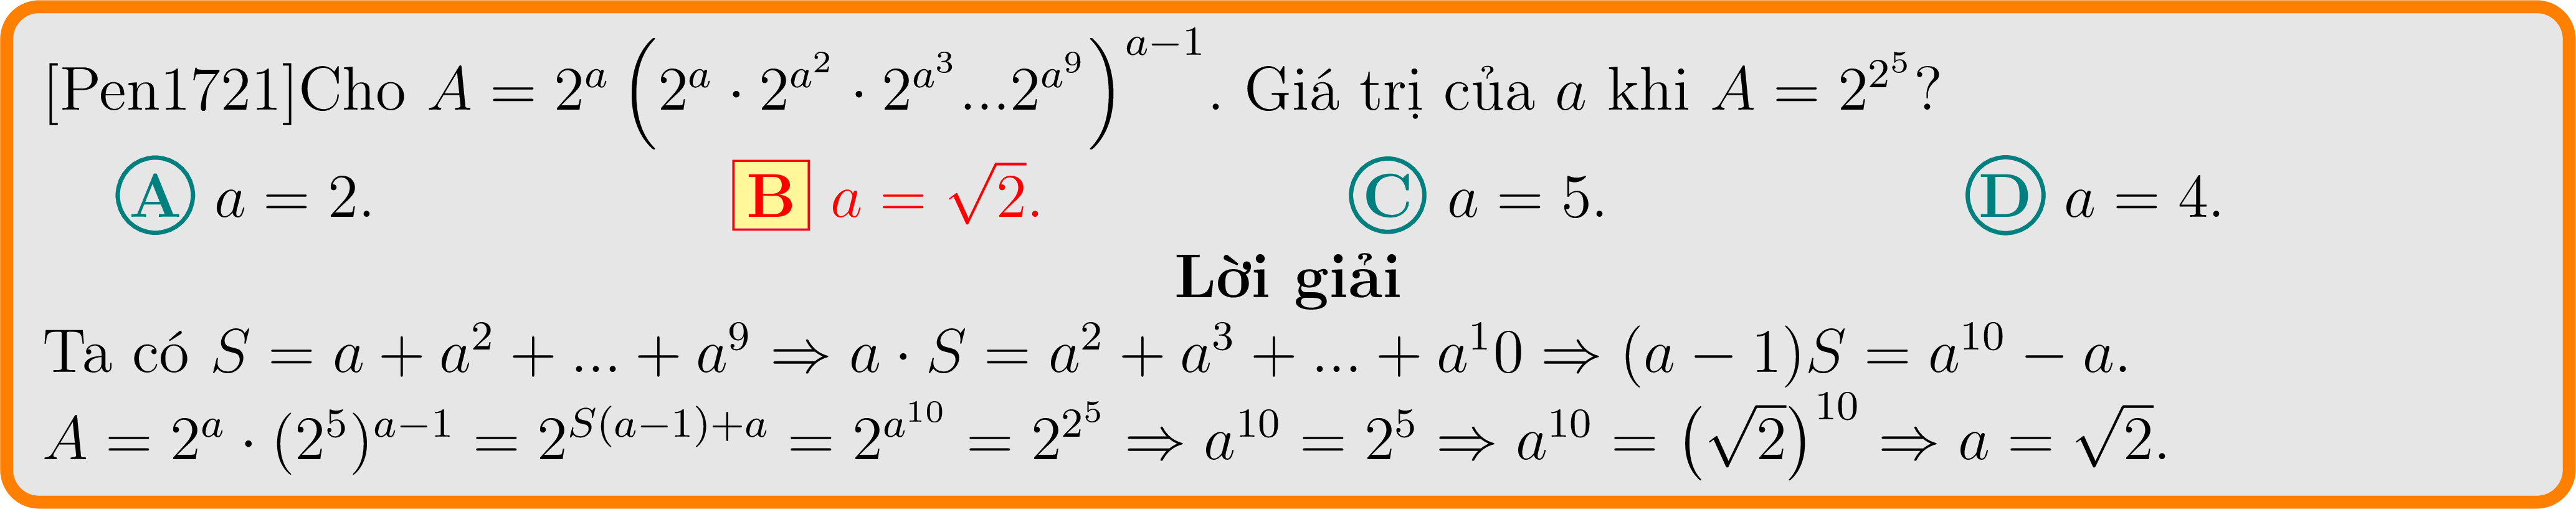 [Pen1721]Cho $A = 2^a \left(2^a \cdot 2^{a^2} \cdot 2^{a^3} ... 2^{a^9}\right)^{a-1}$. Giá trị của $a$ khi $A = 2^{2^5}$?
A $a = 2$. B $a = \sqrt{2}$. C $a = 5$. D $a = 4$.
Lời giải
Ta có $S = a + a^2 + ... + a^9 \Rightarrow a \cdot S = a^2 + a^3 + ... + a^10 \Rightarrow (a - 1)S = a^{10} - a$.
$A = 2^a \cdot (2^5)^{a-1} = 2^{S(a-1)+a} = 2^{a^{10}} = 2^{2^5} \Rightarrow a^{10} = 2^5 \Rightarrow a^{10} = \left(\sqrt{2}\right)^{10} \Rightarrow a = \sqrt{2}$.